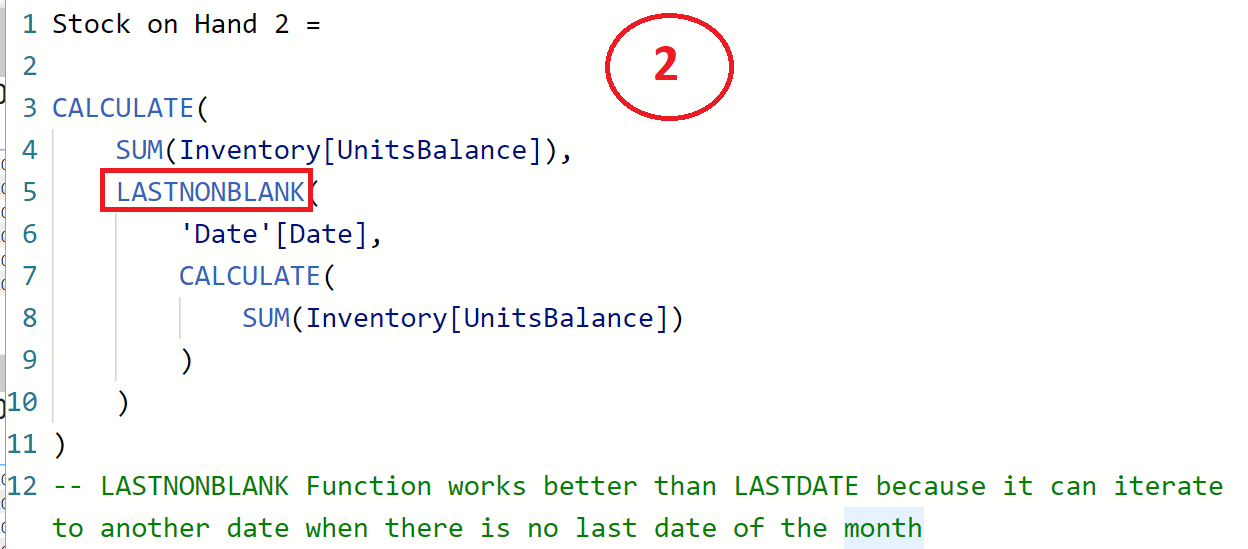 1 Stock on Hand 2 =
2
2
3 CALCULATE(
4 SUM(Inventory[UnitsBalance]),
5 LASTNONBLANK(
6 'Date'[Date],
7 CALCULATE(
8 SUM(Inventory[UnitsBalance])
9 )
10 )
11 )
12 -- LASTNONBLANK Function works better than LASTDATE because it can iterate
to another date when there is no last date of the month